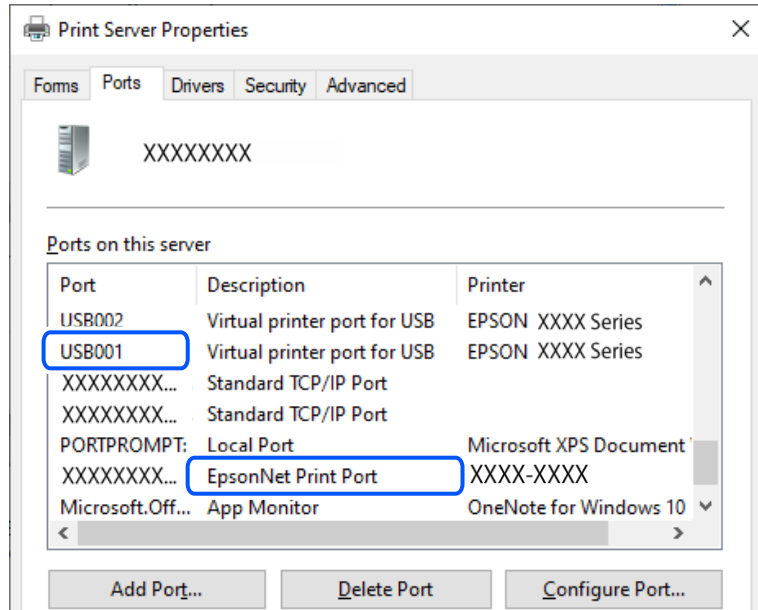 Print Server Properties
Forms Ports Drivers Security Advanced
XXXXXXXX
Ports on this server
Port Description Printer
USB002 Virtual printer port for USB EPSON XXXX Series
USB001 Virtual printer port for USB EPSON XXXX Series
XXXXXXXX... Standard TCP/IP Port
XXXXXXXX... Standard TCP/IP Port
PORTPROMPT: Local Port Microsoft XPS Document
XXXXXXXX... EpsonNet Print Port XXXX-XXXX
Microsoft.Off... App Monitor OneNote for Windows 10
Add Port... Delete Port Configure Port...